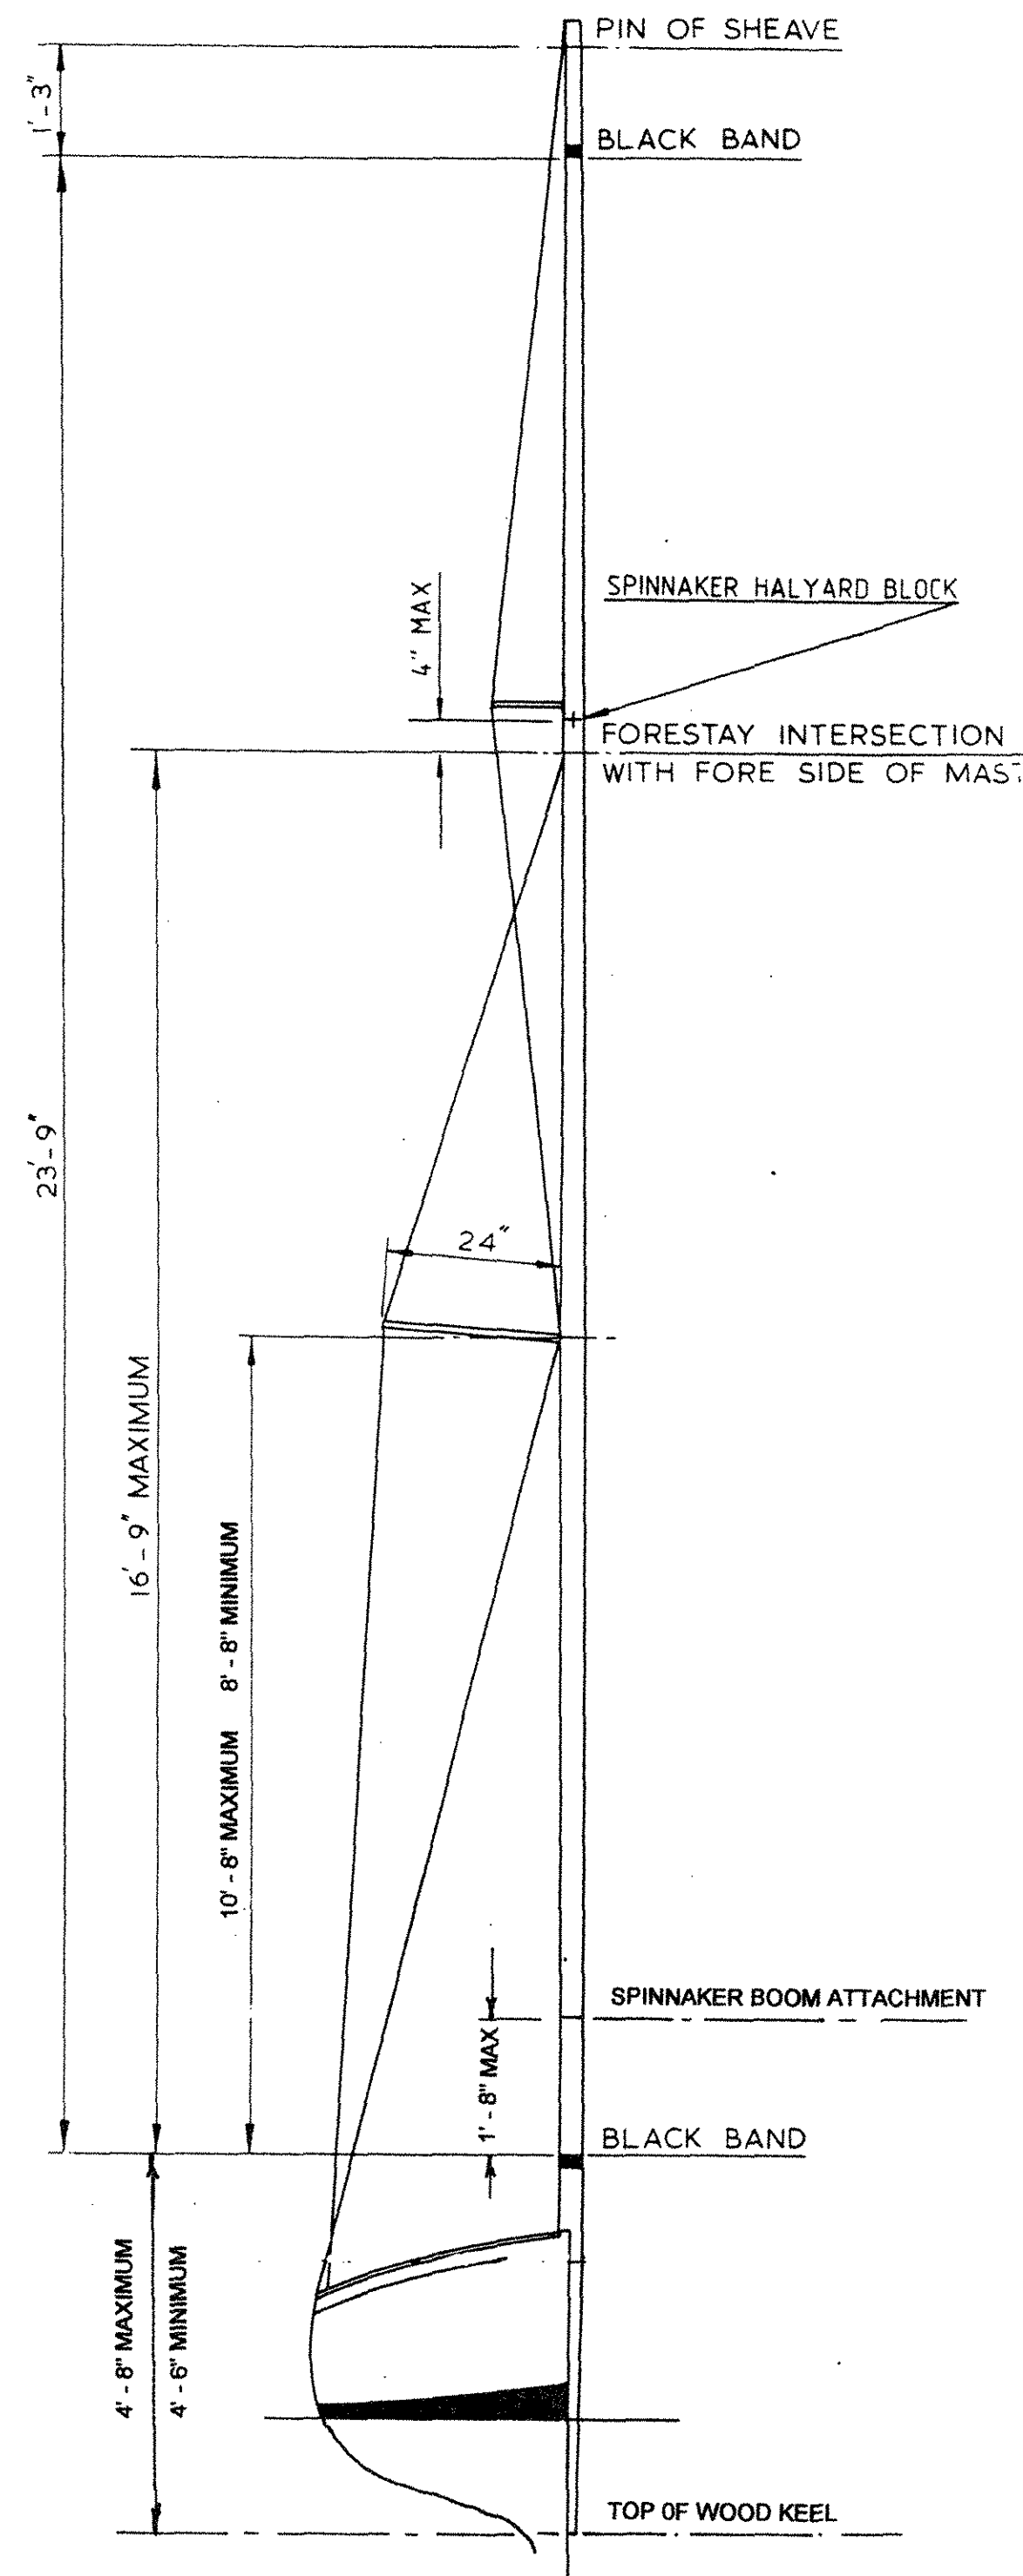 PIN OF SHEAVE
1'-3"
BLACK BAND
SPINNAKER HALYARD BLOCK
4" MAX
FORESTAY INTERSECTION
WITH FORE SIDE OF MAST
23'-9"
24"
16'-9" MAXIMUM
10'-8" MAXIMUM 8'-8" MINIMUM
SPINNAKER BOOM ATTACHMENT
1'-8" MAX
BLACK BAND
4'-8" MAXIMUM
4'-6" MINIMUM
TOP OF WOOD KEEL